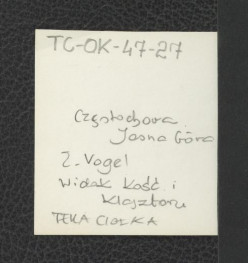 TC-OK-47-27
Częstochowa
Jasna Góra
Z. Vogel
Widok Kość. i
Klasztoru
TEKA CIOŁKA